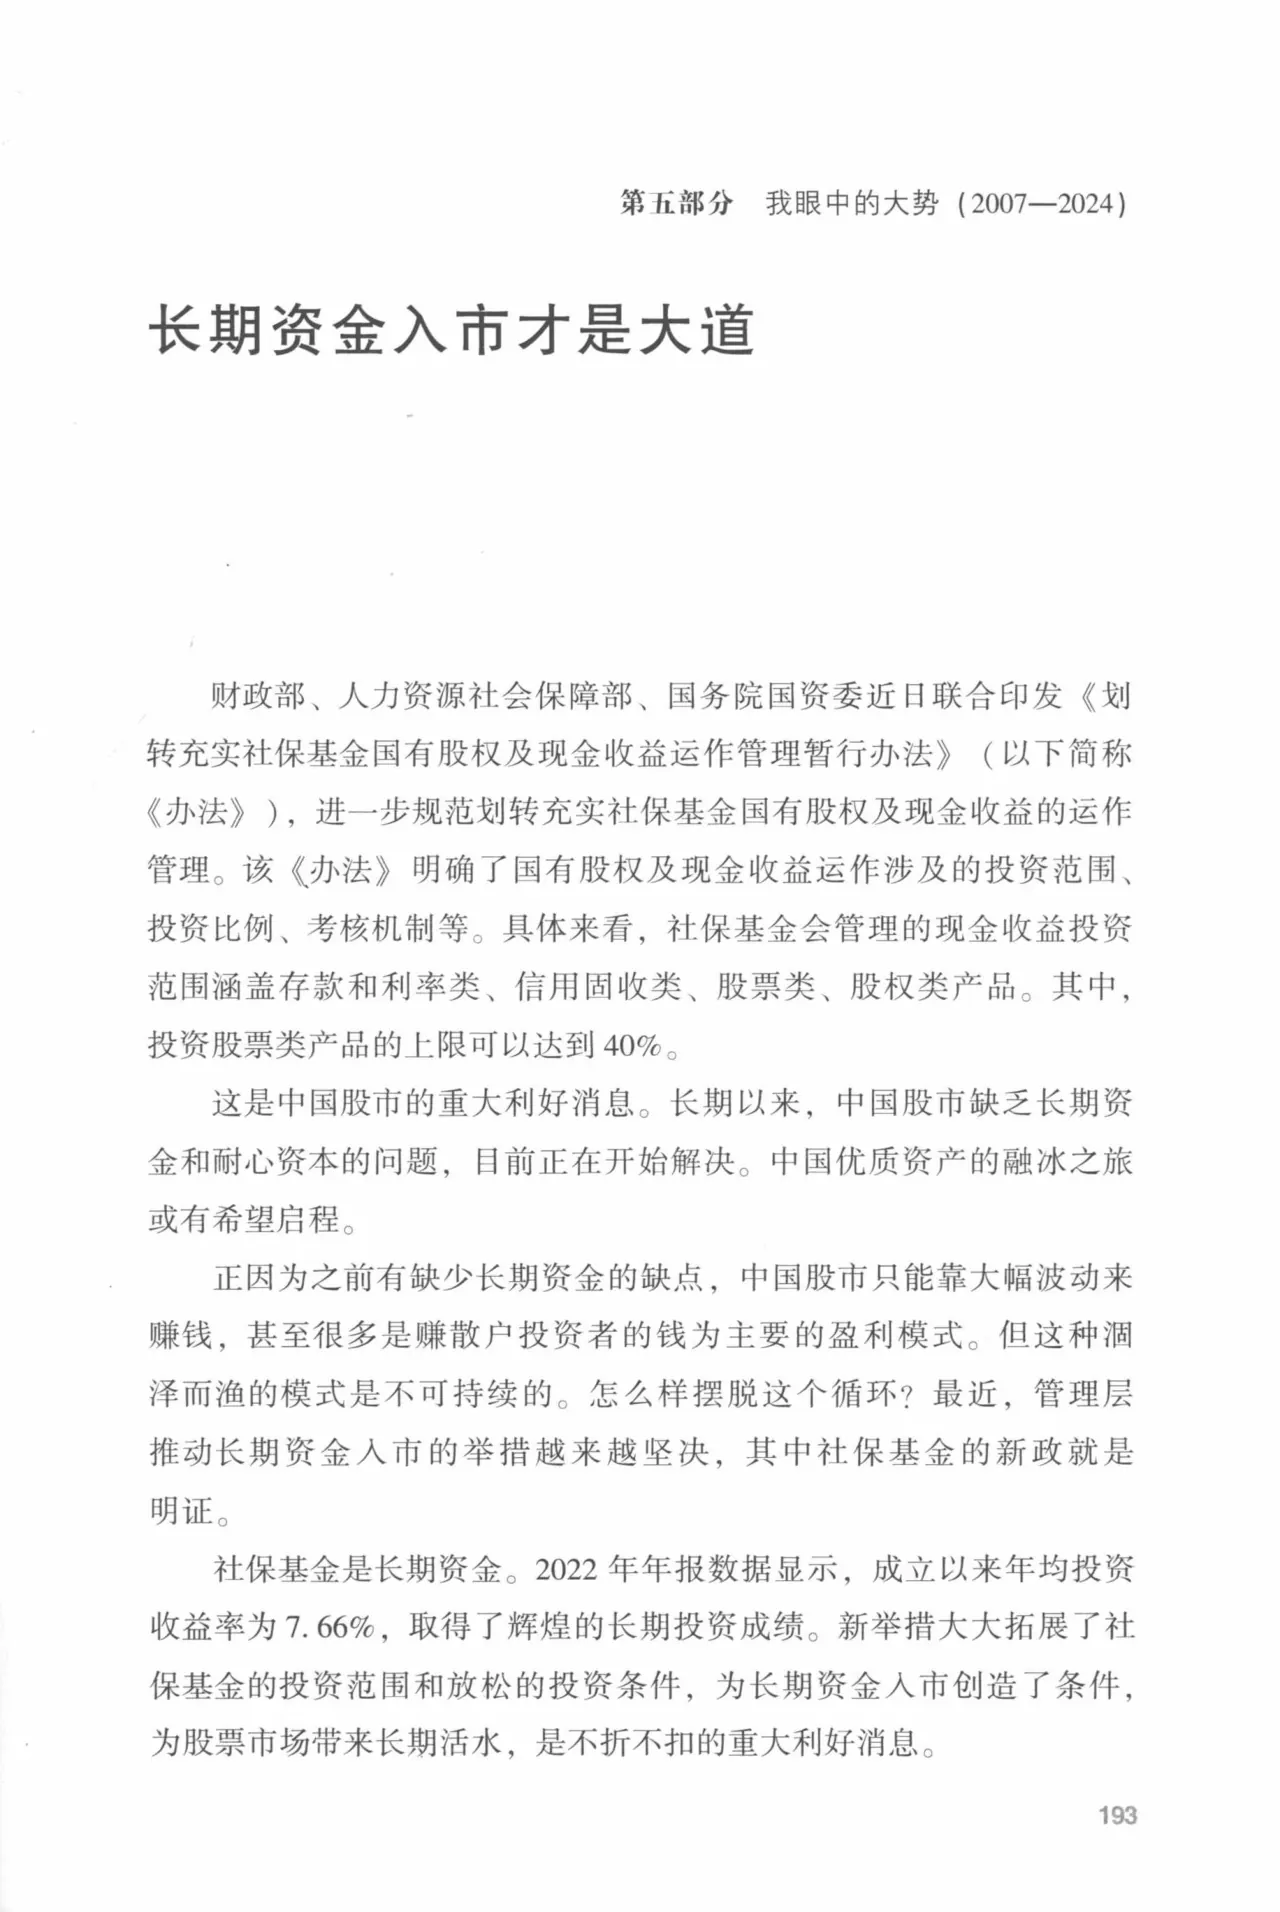 第五部分 我眼中的大势（2007—2024）
长期资金入市才是大道
财政部、人力资源社会保障部、国务院国资委近日联合印发《划
转充实社保基金国有股权及现金收益运作管理暂行办法》（以下简称
《办法》），进一步规范划转充实社保基金国有股权及现金收益的运作
管理。该《办法》明确了国有股权及现金收益运作涉及的投资范围、
投资比例、考核机制等。具体来看，社保基金会管理的现金收益投资
范围涵盖存款和利率类、信用固收类、股票类、股权类产品。其中，
投资股票类产品的上限可以达到40%。
这是中国股市的重大利好消息。长期以来，中国股市缺乏长期资
金和耐心资本的问题，目前正在开始解决。中国优质资产的融冰之旅
或有希望启程。
正因为之前有缺少长期资金的缺点，中国股市只能靠大幅波动来
赚钱，甚至很多是赚散户投资者的钱为主要的盈利模式。但这种涸
泽而渔的模式是不可持续的。怎么样摆脱这个循环？最近，管理层
推动长期资金入市的举措越来越坚决，其中社保基金的新政就是
明证。
社保基金是长期资金。2022年年报数据显示，成立以来年均投资
收益率为7.66%，取得了辉煌的长期投资成绩。新举措大大拓展了社
保基金的投资范围和放松的投资条件，为长期资金入市创造了条件，
为股票市场带来长期活水，是不折不扣的重大利好消息。
193